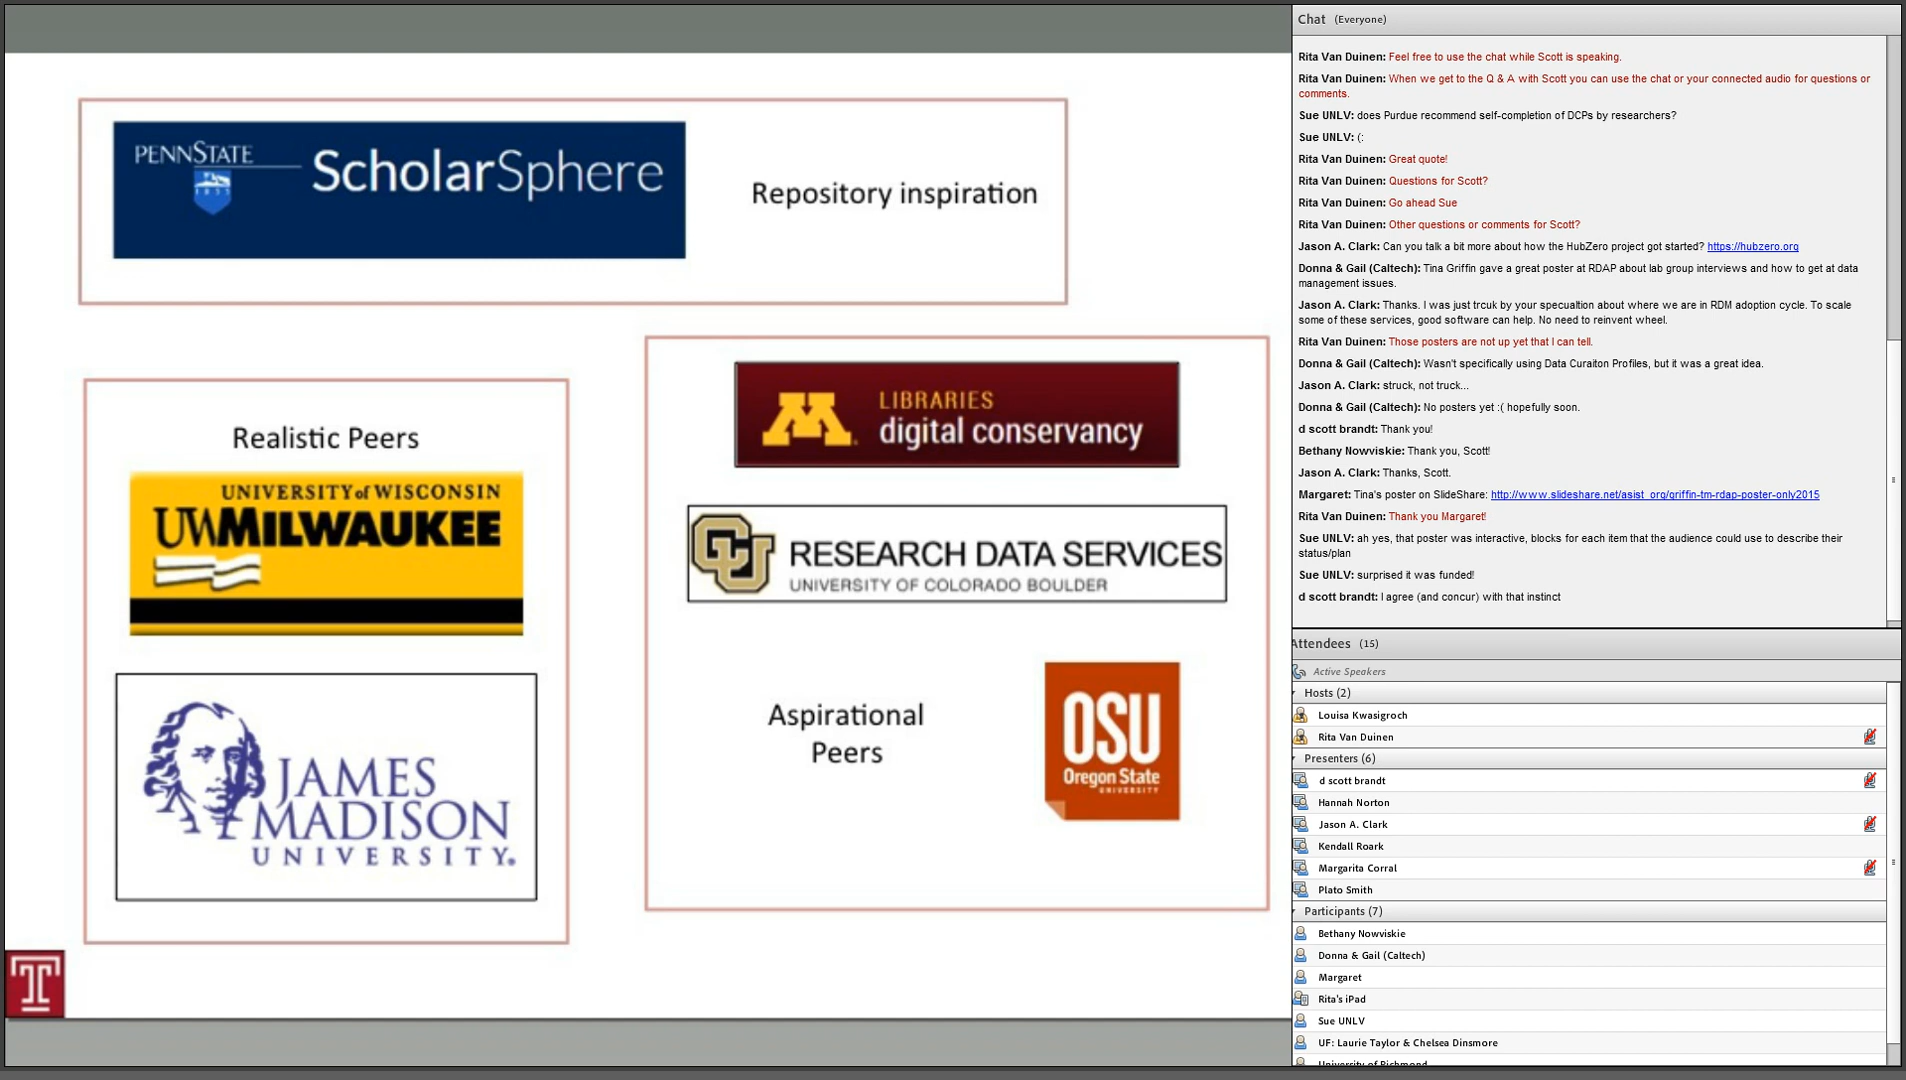 PENNSTATE
1855
ScholarSphere
Repository inspiration
Realistic Peers
UNIVERSITY of WISCONSIN
UWMILWAUKEE
JAMES
MADISON
UNIVERSITY.
M
LIBRARIES
digital conservancy
CU
RESEARCH DATA SERVICES
UNIVERSITY OF COLORADO BOULDER
Aspirational
Peers
OSU
Oregon State
UNIVERSITY
T
Chat (Everyone)
Rita Van Duinen: Feel free to use the chat while Scott is speaking.
Rita Van Duinen: When we get to the Q & A with Scott you can use the chat or your connected audio for questions or
comments.
Sue UNLV: does Purdue recommend self-completion of DCPs by researchers?
Sue UNLV: (:
Rita Van Duinen: Great quote!
Rita Van Duinen: Questions for Scott?
Rita Van Duinen: Go ahead Sue
Rita Van Duinen: Other questions or comments for Scott?
Jason A. Clark: Can you talk a bit more about how the HubZero project got started? https://hubzero.org
Donna & Gail (Caltech): Tina Griffin gave a great poster at RDAP about lab group interviews and how to get at data
management issues.
Jason A. Clark: Thanks. I was just trcuk by your specualtion about where we are in RDM adoption cycle. To scale
some of these services, good software can help. No need to reinvent wheel.
Rita Van Duinen: Those posters are not up yet that I can tell.
Donna & Gail (Caltech): Wasn't specifically using Data Curaiton Profiles, but it was a great idea.
Jason A. Clark: struck, not truck...
Donna & Gail (Caltech): No posters yet :( hopefully soon.
d scott brandt: Thank you!
Bethany Nowviskie: Thank you, Scott!
Jason A. Clark: Thanks, Scott.
Margaret: Tina's poster on SlideShare: http://www.slideshare.net/asist_org/griffin-tm-rdap-poster-only2015
Rita Van Duinen: Thank you Margaret!
Sue UNLV: ah yes, that poster was interactive, blocks for each item that the audience could use to describe their
status/plan
Sue UNLV: surprised it was funded!
d scott brandt: I agree (and concur) with that instinct
Attendees (15)
Active Speakers
Hosts (2)
Louisa Kwasigroch
Rita Van Duinen
Presenters (6)
d scott brandt
Hannah Norton
Jason A. Clark
Kendall Roark
Margarita Corral
Plato Smith
Participants (7)
Bethany Nowviskie
Donna & Gail (Caltech)
Margaret
Rita's iPad
Sue UNLV
UF: Laurie Taylor & Chelsea Dinsmore
University of Richmond